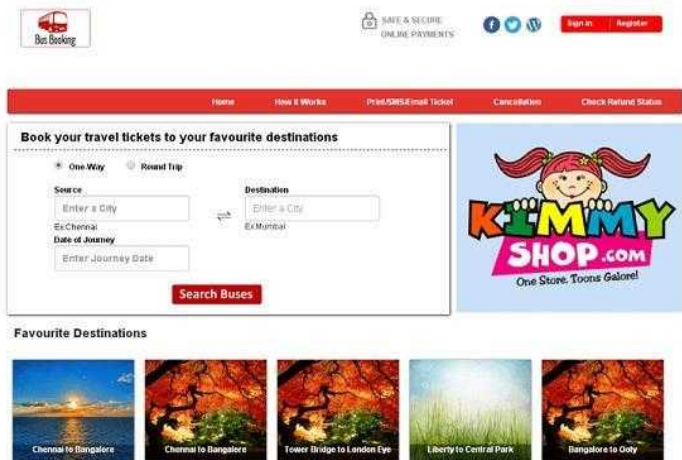 Bus Booking
SAFE & SECURE
ONLINE PAYMENTS
Sign in
Register
Home
How it Works
Print/SMS/Email Ticket
Cancellation
Check Refund Status
Book your travel tickets to your favourite destinations
One-Way
Round Trip
Source
Destination
Enter a City
Enter a City
Ex:Chennai
Ex:Mumbai
Date of Journey
Enter Journey Date
Search Buses
KIMMY
SHOP.COM
One Store. Toons Galore!
Favourite Destinations
Chennai to Bangalore
Chennai to Bangalore
Tower Bridge to London Eye
Liberty to Central Park
Bangalore to Ooty